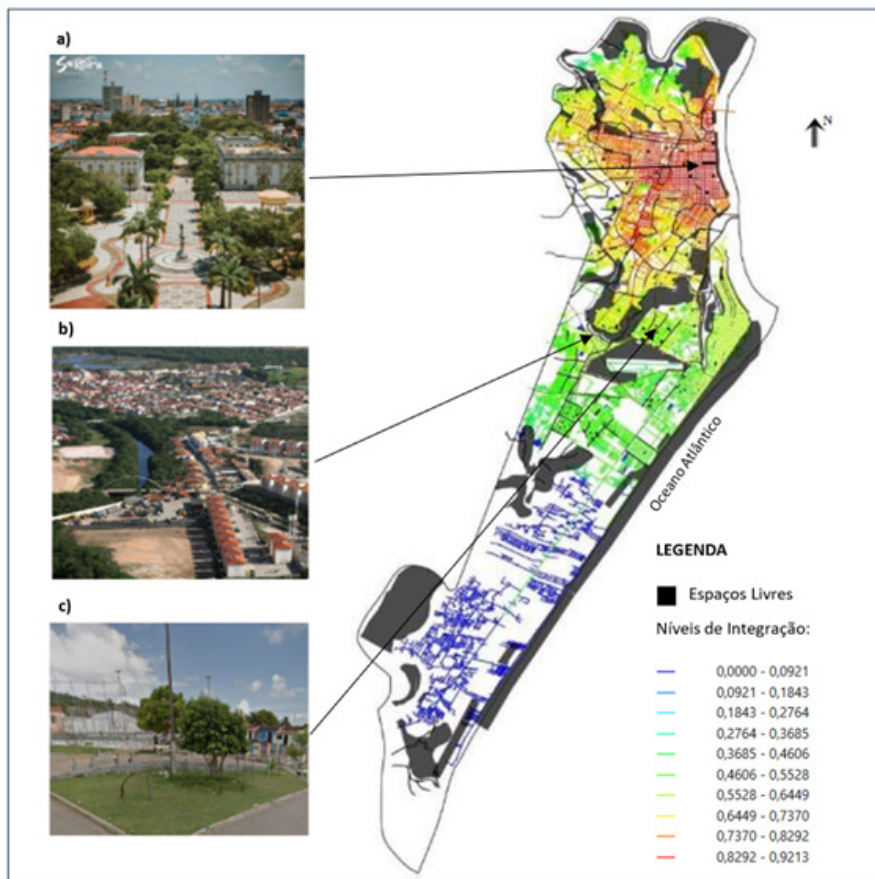 a)
b)
c)
N
Oceano Atlântico
LEGENDA
Espaços Livres
Níveis de Integração:
0,0000 - 0,0921
0,0921 - 0,1843
0,1843 - 0,2764
0,2764 - 0,3685
0,3685 - 0,4606
0,4606 - 0,5528
0,5528 - 0,6449
0,6449 - 0,7370
0,7370 - 0,8292
0,8292 - 0,9213